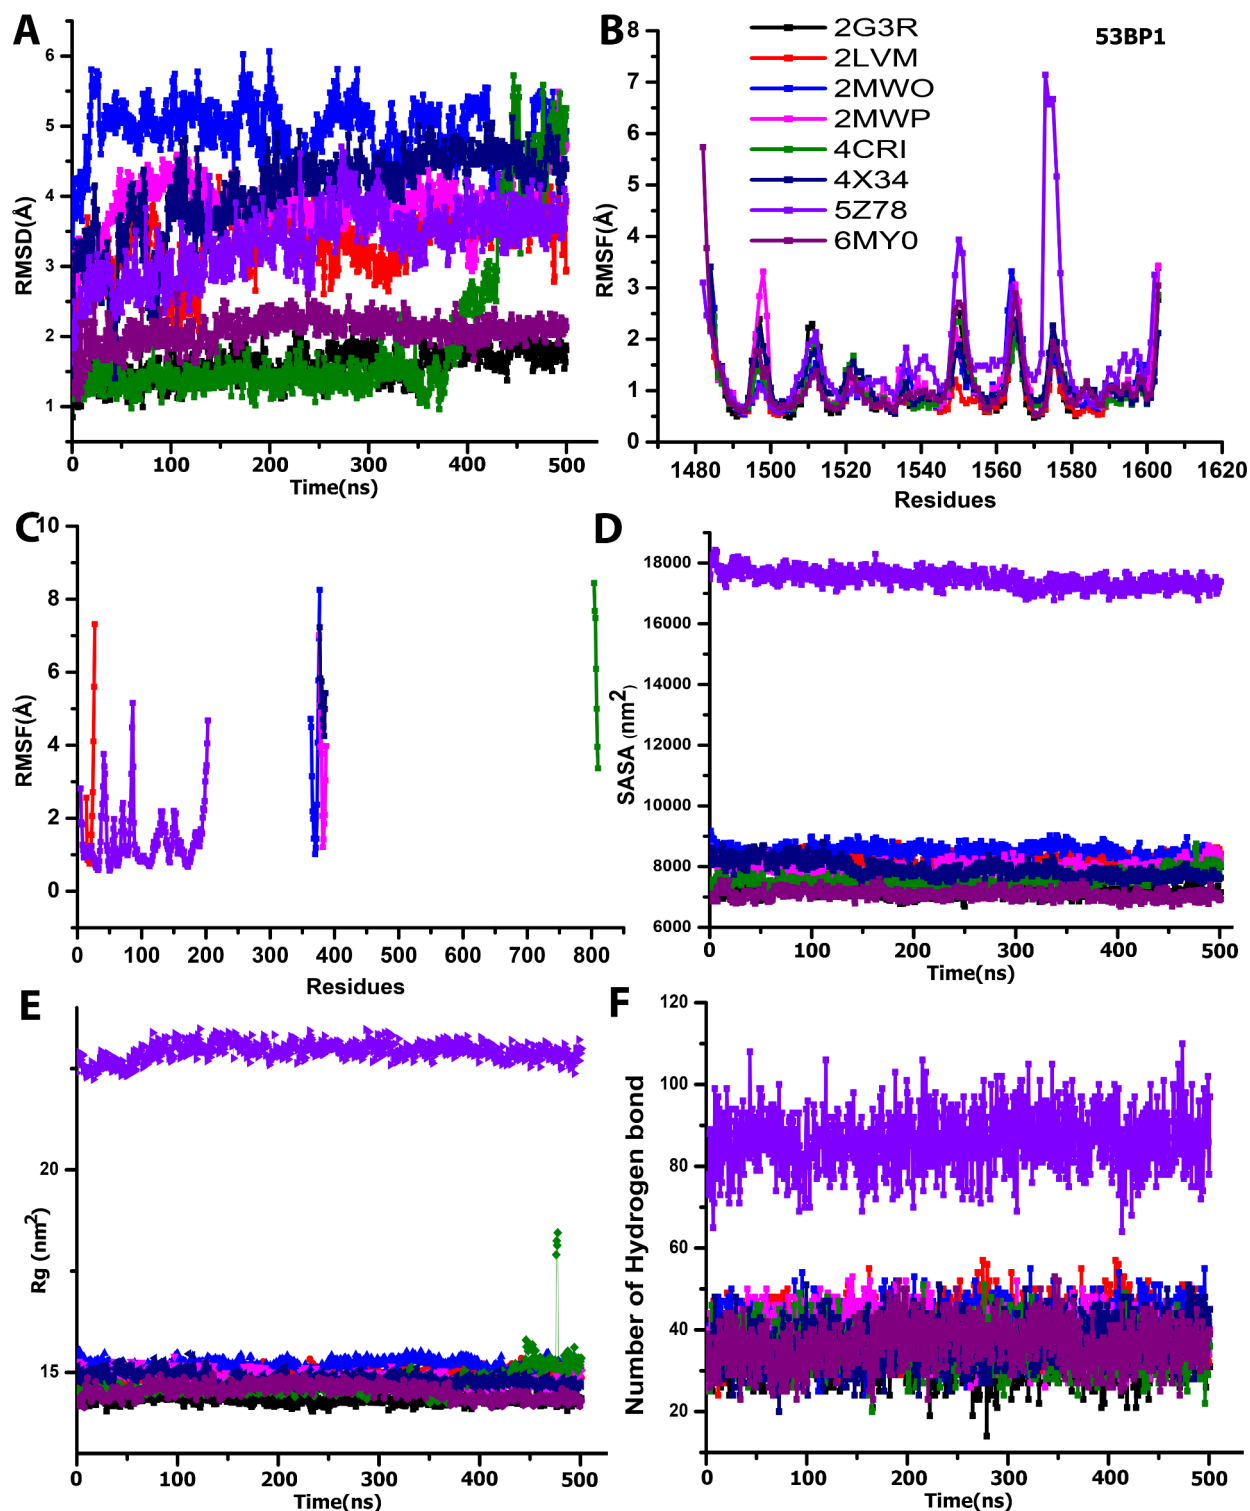 A
RMSD(Å)
6
5
4
3
2
1
0 100 200 300 400 500
Time(ns)
B
53BP1
2G3R
2LVM
2MWO
2MWP
4CRI
4X34
5Z78
6MY0
RMSF(Å)
8
7
6
5
4
3
2
1
0
1480 1500 1520 1540 1560 1580 1600 1620
Residues
C
RMSF(Å)
10
8
6
4
2
0
0 100 200 300 400 500 600 700 800
Residues
D
SASA (nm2)
18000
16000
14000
12000
10000
8000
6000
0 100 200 300 400 500
Time(ns)
E
Rg (nm2)
20
15
0 100 200 300 400 500
Time(ns)
F
Number of Hydrogen bond
120
100
80
60
40
20
0 100 200 300 400 500
Time(ns)